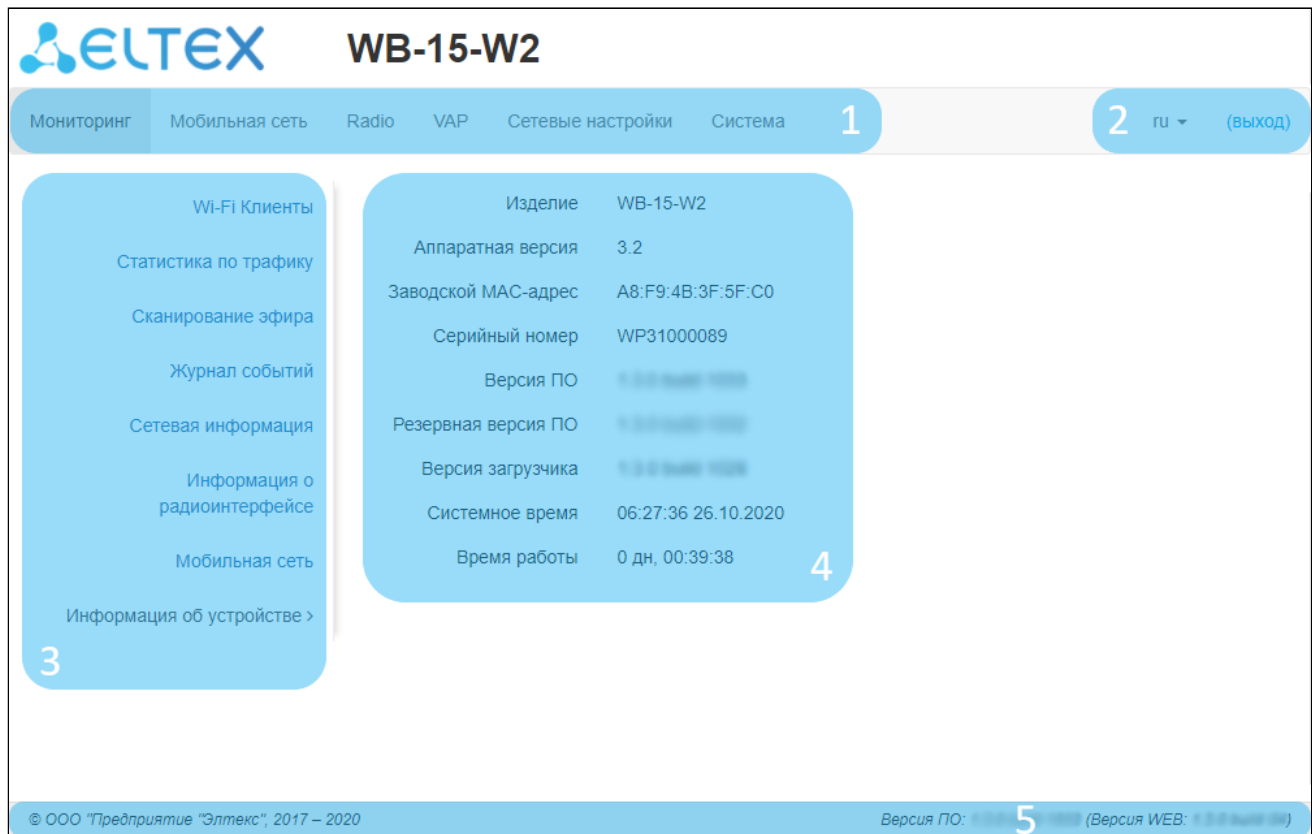 ELTEX WB-15-W2
Мониторинг Мобильная сеть Radio VAP Сетевые настройки Система 1 2 ru (выход)
Wi-Fi Клиенты
Статистика по трафику
Сканирование эфира
Журнал событий
Сетевая информация
Информация о
радиоинтерфейсе
Мобильная сеть
Информация об устройстве >
3
Изделие WB-15-W2
Аппаратная версия 3.2
Заводской MAC-адрес A8:F9:4B:3F:5F:C0
Серийный номер WP31000089
Версия ПО
Резервная версия ПО
Версия загрузчика
Системное время 06:27:36 26.10.2020
Время работы 0 дн, 00:39:38
4
© ООО "Предприятие "Элтекс", 2017 – 2020 Версия ПО: 5 (Версия WEB: )